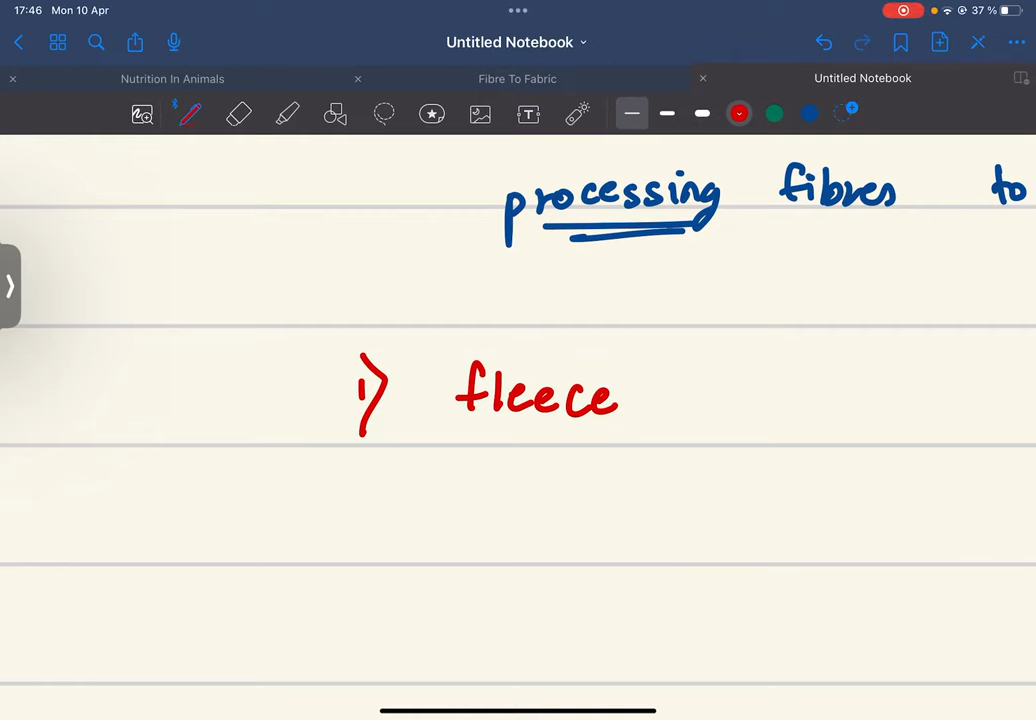 17:46 Mon 10 Apr 37 %
Untitled Notebook
Nutrition In Animals Fibre To Fabric Untitled Notebook
processing fibres to
1) fleece